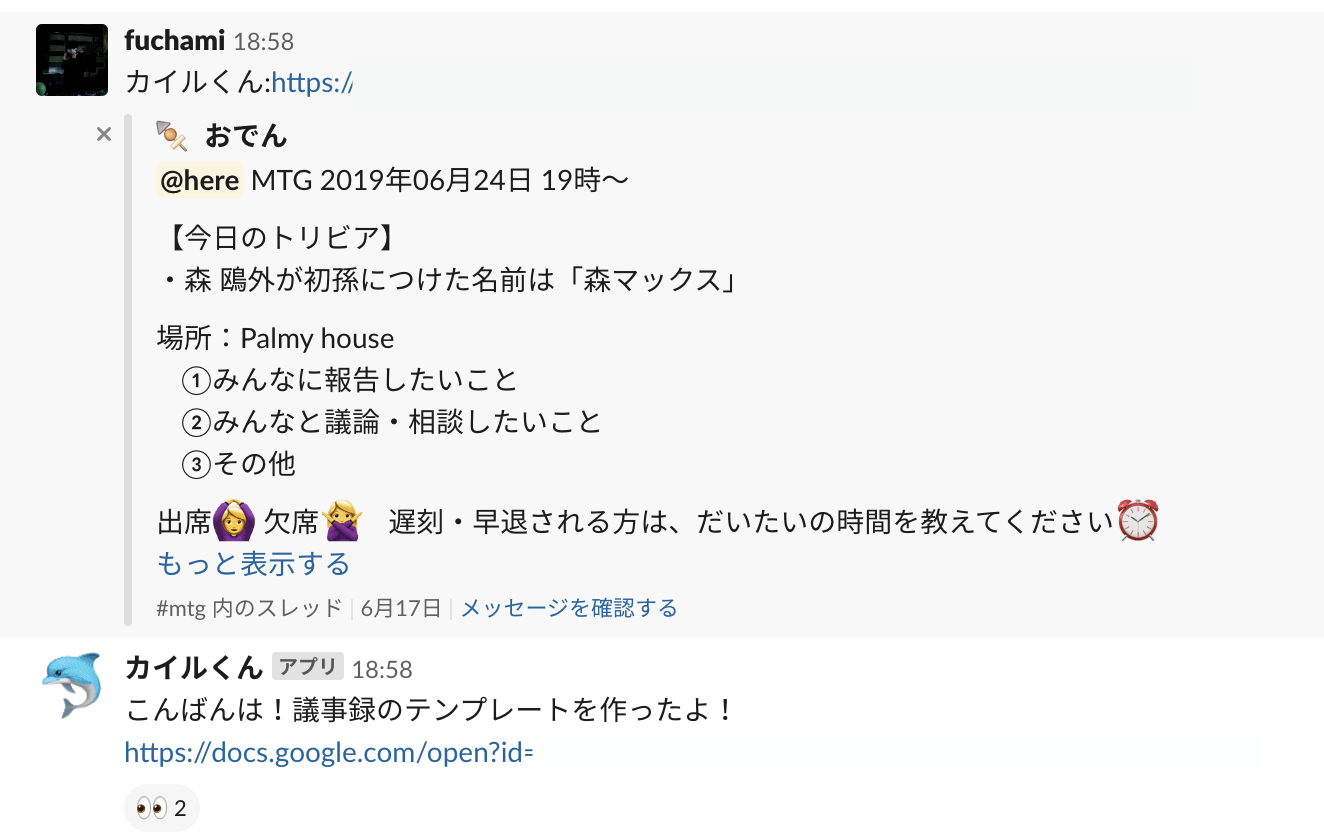 fuchami 18:58
カイルくん:https://
おでん
@here MTG 2019年06月24日 19時〜
【今日のトリビア】
・森 鴎外が初孫につけた名前は「森マックス」
場所：Palmy house
①みんなに報告したいこと
②みんなと議論・相談したいこと
③その他
出席🙆‍♀️ 欠席🙅‍♀️　遅刻・早退される方は、だいたいの時間を教えてください⏰
もっと表示する
#mtg 内のスレッド | 6月17日 | メッセージを確認する
カイルくん アプリ 18:58
こんばんは！議事録のテンプレートを作ったよ！
https://docs.google.com/open?id=
👀 2